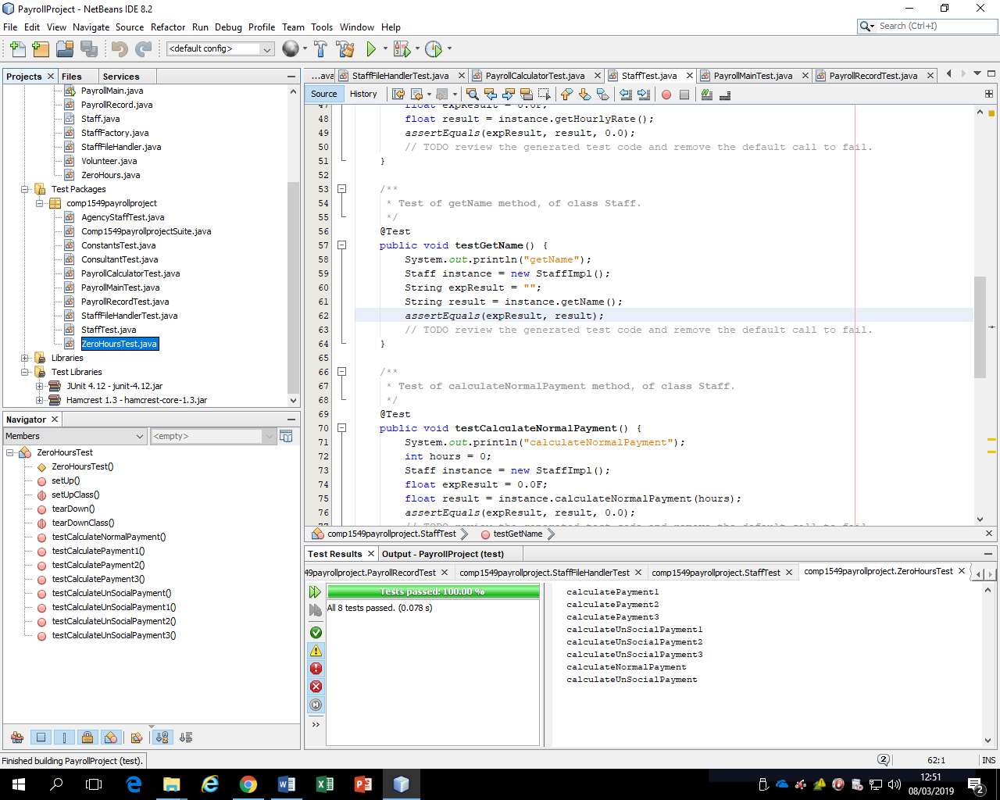 PayrollProject - NetBeans IDE 8.2
File Edit View Navigate Source Refactor Run Debug Profile Team Tools Window Help
Search (Ctrl+I)
<default config>
Projects Files Services
PayrollMain.java
PayrollRecord.java
Staff.java
StaffFactory.java
StaffFileHandler.java
Volunteer.java
ZeroHours.java
Test Packages
comp1549payrollproject
AgencyStaffTest.java
Comp1549payrollprojectSuite.java
ConstantsTest.java
ConsultantTest.java
PayrollCalculatorTest.java
PayrollMainTest.java
PayrollRecordTest.java
StaffFileHandlerTest.java
StaffTest.java
ZeroHoursTest.java
Libraries
Test Libraries
JUnit 4.12 - junit-4.12.jar
Hamcrest 1.3 - hamcrest-core-1.3.jar
Navigator
Members <empty>
ZeroHoursTest
ZeroHoursTest()
setUp()
setUpClass()
tearDown()
tearDownClass()
testCalculateNormalPayment()
testCalculatePayment1()
testCalculatePayment2()
testCalculatePayment3()
testCalculateUnSocialPayment()
testCalculateUnSocialPayment1()
testCalculateUnSocialPayment2()
testCalculateUnSocialPayment3()
...ava StaffFileHandlerTest.java PayrollCalculatorTest.java StaffTest.java PayrollMainTest.java PayrollRecordTest.java
Source History
47 float expResult = 0.0F;
48 float result = instance.getHourlyRate();
49 assertEquals(expResult, result, 0.0);
50 // TODO review the generated test code and remove the default call to fail.
51 }
52
53 /**
54 * Test of getName method, of class Staff.
55 */
56 @Test
57 public void testGetName() {
58 System.out.println("getName");
59 Staff instance = new StaffImpl();
60 String expResult = "";
61 String result = instance.getName();
62 assertEquals(expResult, result);
63 // TODO review the generated test code and remove the default call to fail.
64 }
65
66 /**
67 * Test of calculateNormalPayment method, of class Staff.
68 */
69 @Test
70 public void testCalculateNormalPayment() {
71 System.out.println("calculateNormalPayment");
72 int hours = 0;
73 Staff instance = new StaffImpl();
74 float expResult = 0.0F;
75 float result = instance.calculateNormalPayment(hours);
76 assertEquals(expResult, result, 0.0);
77 // TODO review the generated test code and remove the default call to fail.
comp1549payrollproject.StaffTest testGetName
Test Results Output - PayrollProject (test)
49payrollproject.PayrollRecordTest comp1549payrollproject.StaffFileHandlerTest comp1549payrollproject.StaffTest comp1549payrollproject.ZeroHoursTest
Tests passed: 100.00 %
All 8 tests passed. (0.078 s)
calculatePayment1
calculatePayment2
calculatePayment3
calculateUnSocialPayment1
calculateUnSocialPayment2
calculateUnSocialPayment3
calculateNormalPayment
calculateUnSocialPayment
Finished building PayrollProject (test).
2 62:1 INS
12:51
08/03/2019
2